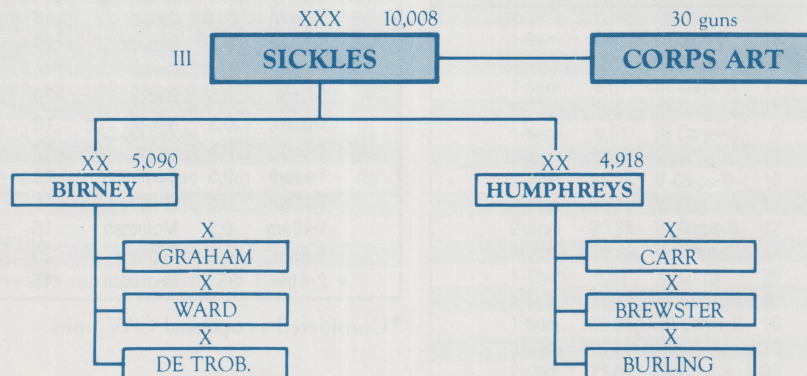 XXX 10,008 30 guns
III SICKLES CORPS ART
XX 5,090 XX 4,918
BIRNEY HUMPHREYS
X X
GRAHAM CARR
X X
WARD BREWSTER
X X
DE TROB. BURLING